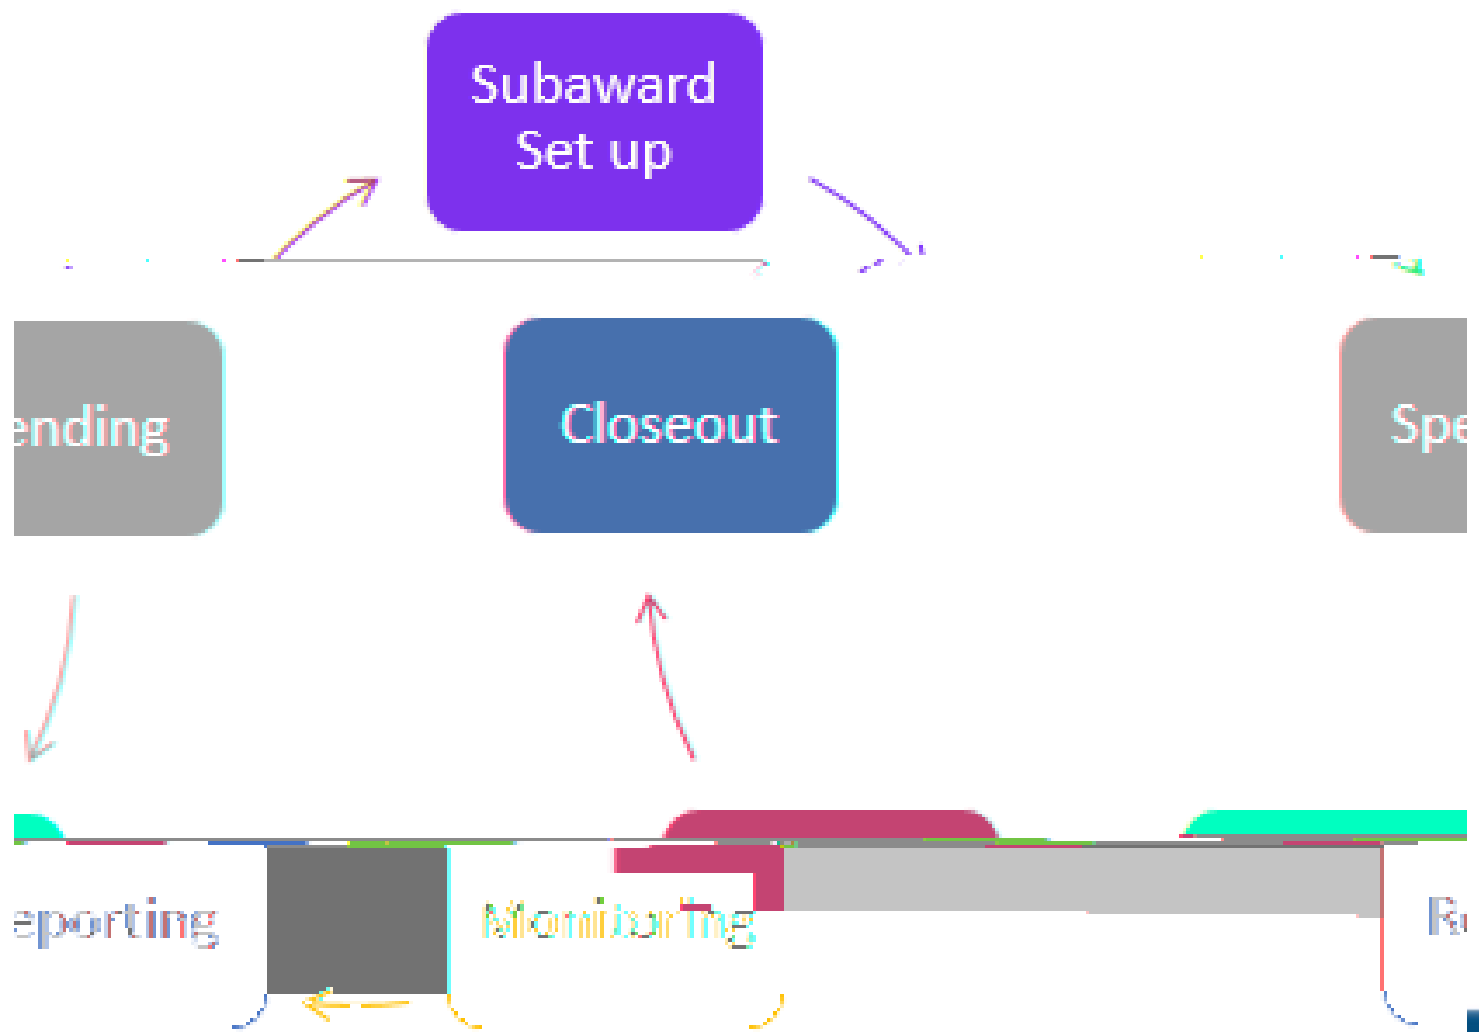 Subaward
Set up
ending
Closeout
Spe
eporting
Monitoring
R